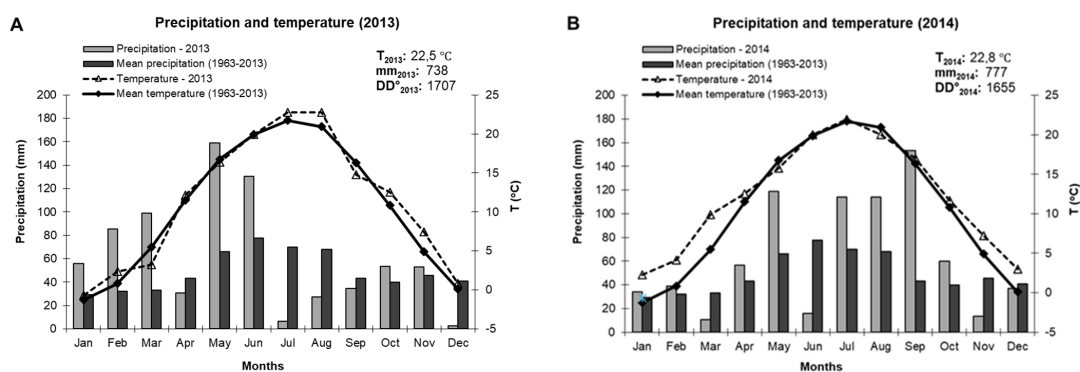 A
Precipitation and temperature (2013)
Precipitation - 2013
Mean precipitation (1963-2013)
Temperature - 2013
Mean temperature (1963-2013)
T2013: 22,5 °C
mm2013: 738
DD°2013: 1707
200
180
160
140
120
100
80
60
40
20
0
Precipitation (mm)
25
20
15
10
5
0
-5
T (°C)
Jan Feb Mar Apr May Jun Jul Aug Sep Oct Nov Dec
Months
B
Precipitation and temperature (2014)
Precipitation - 2014
Mean precipitation (1963-2013)
Temperature - 2014
Mean temperature (1963-2013)
T2014: 22,8 °C
mm2014: 777
DD°2014: 1655
200
180
160
140
120
100
80
60
40
20
0
Precipitation (mm)
25
20
15
10
5
0
-5
T (°C)
Jan Feb Mar Apr May Jun Jul Aug Sep Oct Nov Dec
Months